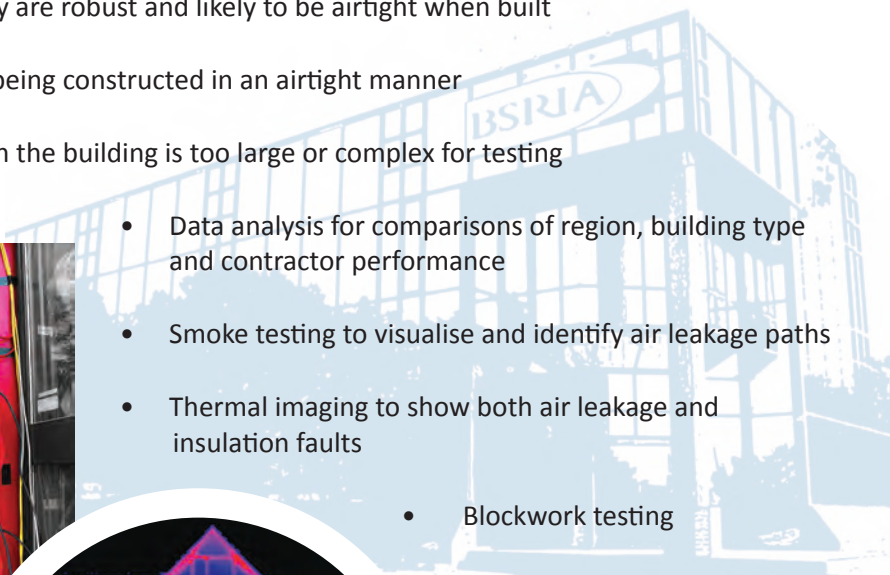 are robust and likely to be airtight when built
being constructed in an airtight manner
the building is too large or complex for testing
BSRIA
• Data analysis for comparisons of region, building type
and contractor performance
• Smoke testing to visualise and identify air leakage paths
• Thermal imaging to show both air leakage and
insulation faults
• Blockwork testing